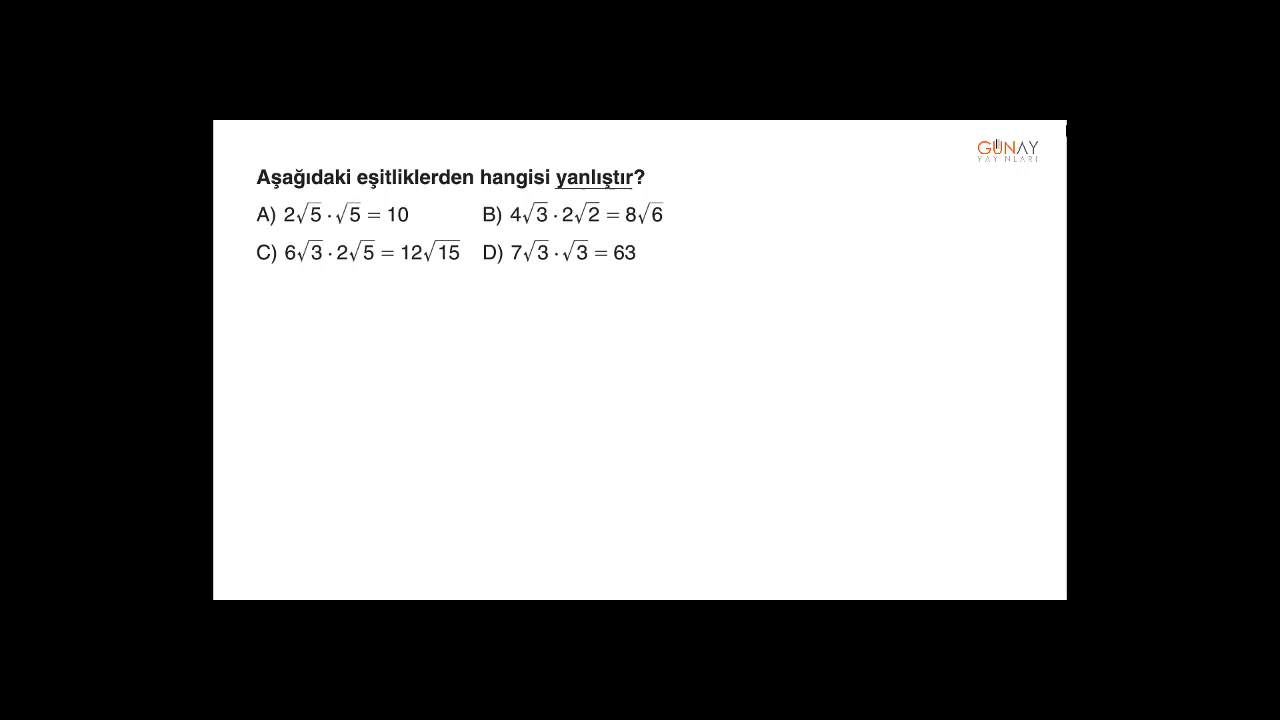 GÜNAY
YAYINLARI
Aşağıdaki eşitliklerden hangisi yanlıştır?
A) 2√5 · √5 = 10 B) 4√3 · 2√2 = 8√6
C) 6√3 · 2√5 = 12√15 D) 7√3 · √3 = 63